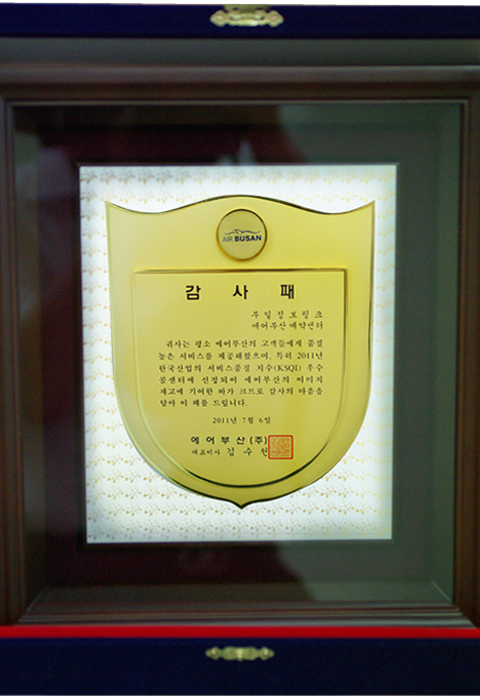 AIR BUSAN
감 사 패
부일정보링크
에어부산 예약센터
귀사는 평소 에어부산의 고객들에게 품질
높은 서비스를 제공해왔으며, 특히 2011년
한국산업의 서비스품질 지수(KSQI) 우수
콜센터에 선정되어 에어부산의 이미지
제고에 기여한 바가 크므로 감사의 마음을
담아 이 패를 드립니다.
2011년 7월 6일
에어부산(주)
대표이사 김 수 천